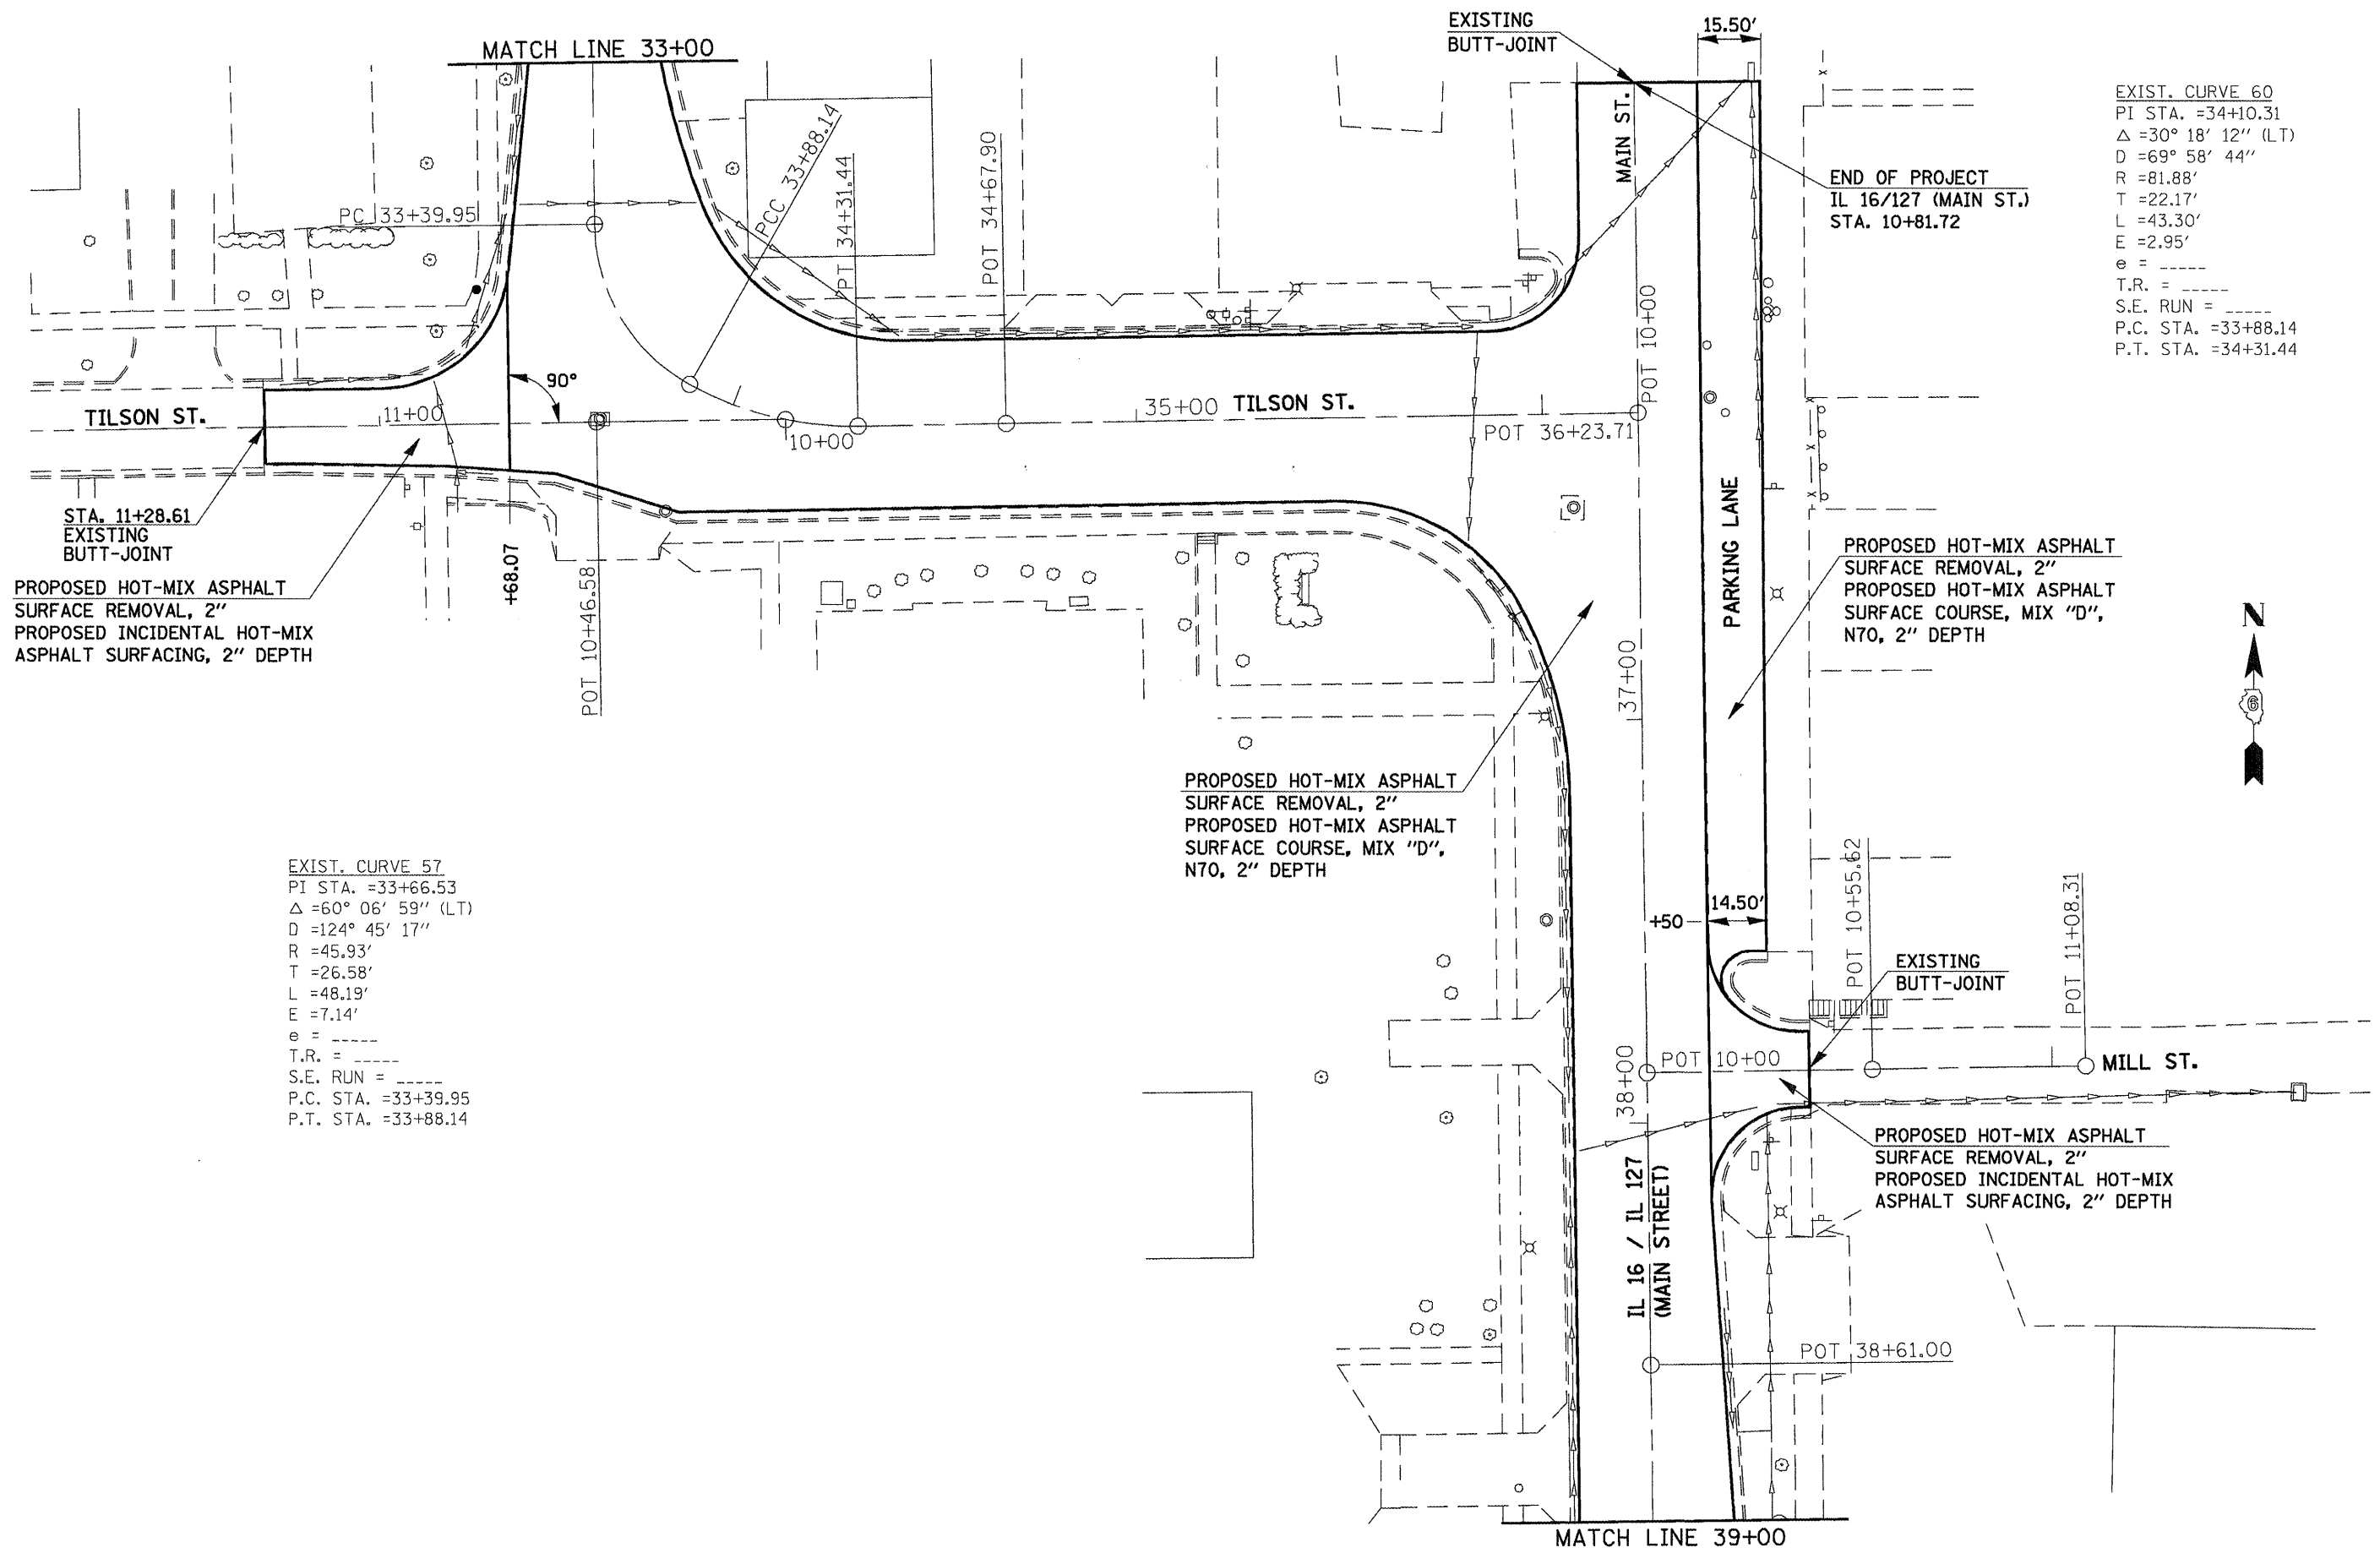 MATCH LINE 33+00
EXISTING
BUTT-JOINT
15.50'
MAIN ST.
END OF PROJECT
IL 16/127 (MAIN ST.)
STA. 10+81.72
EXIST. CURVE 60
PI STA. =34+10.31
Δ =30° 18' 12" (LT)
D =69° 58' 44"
R =81.88'
T =22.17'
L =43.30'
E =2.95'
e = _____
T.R. = _____
S.E. RUN = _____
P.C. STA. =33+88.14
P.T. STA. =34+31.44
PC 33+39.95
PCC 33+88.14
PT 34+31.44
POT 34+67.90
POT 10+00
TILSON ST.
11+00
90°
10+00
35+00
TILSON ST.
POT 36+23.71
STA. 11+28.61
EXISTING
BUTT-JOINT
PROPOSED HOT-MIX ASPHALT
SURFACE REMOVAL, 2"
PROPOSED INCIDENTAL HOT-MIX
ASPHALT SURFACING, 2" DEPTH
+68.07
POT 10+46.58
PARKING LANE
PROPOSED HOT-MIX ASPHALT
SURFACE REMOVAL, 2"
PROPOSED HOT-MIX ASPHALT
SURFACE COURSE, MIX "D",
N70, 2" DEPTH
N
6
37+00
PROPOSED HOT-MIX ASPHALT
SURFACE REMOVAL, 2"
PROPOSED HOT-MIX ASPHALT
SURFACE COURSE, MIX "D",
N70, 2" DEPTH
EXIST. CURVE 57
PI STA. =33+66.53
Δ =60° 06' 59" (LT)
D =124° 45' 17"
R =45.93'
T =26.58'
L =48.19'
E =7.14'
e = _____
T.R. = _____
S.E. RUN = _____
P.C. STA. =33+39.95
P.T. STA. =33+88.14
14.50'
+50
POT 10+55.62
POT 11+08.31
EXISTING
BUTT-JOINT
38+00
POT 10+00
MILL ST.
PROPOSED HOT-MIX ASPHALT
SURFACE REMOVAL, 2"
PROPOSED INCIDENTAL HOT-MIX
ASPHALT SURFACING, 2" DEPTH
IL 16 / IL 127
(MAIN STREET)
POT 38+61.00
MATCH LINE 39+00